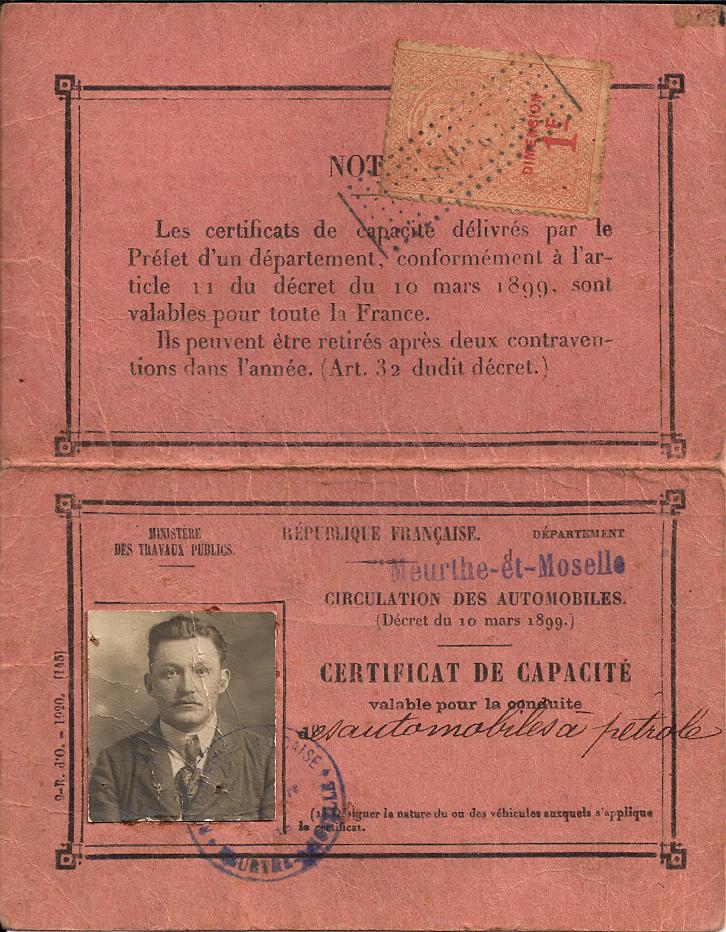 DIMENSION
1F
NOT
Les certificats de capacité délivrés par le
Préfet d'un département, conformément à l'ar-
ticle 11 du décret du 10 mars 1899, sont
valables pour toute la France.
Ils peuvent être retirés après deux contraven-
tions dans l'année. (Art. 32 dudit décret.)
MINISTÈRE
DES TRAVAUX PUBLICS.
RÉPUBLIQUE FRANÇAISE.
DÉPARTEMENT
d
Meurthe-et-Moselle
CIRCULATION DES AUTOMOBILES.
(Décret du 10 mars 1899.)
CERTIFICAT DE CAPACITÉ
valable pour la conduite
des automobiles à pétrole
(1) Désigner la nature du ou des véhicules auxquels s'applique
le certificat.
9-R. d'O. - 1920. [145]
MEURTHE-